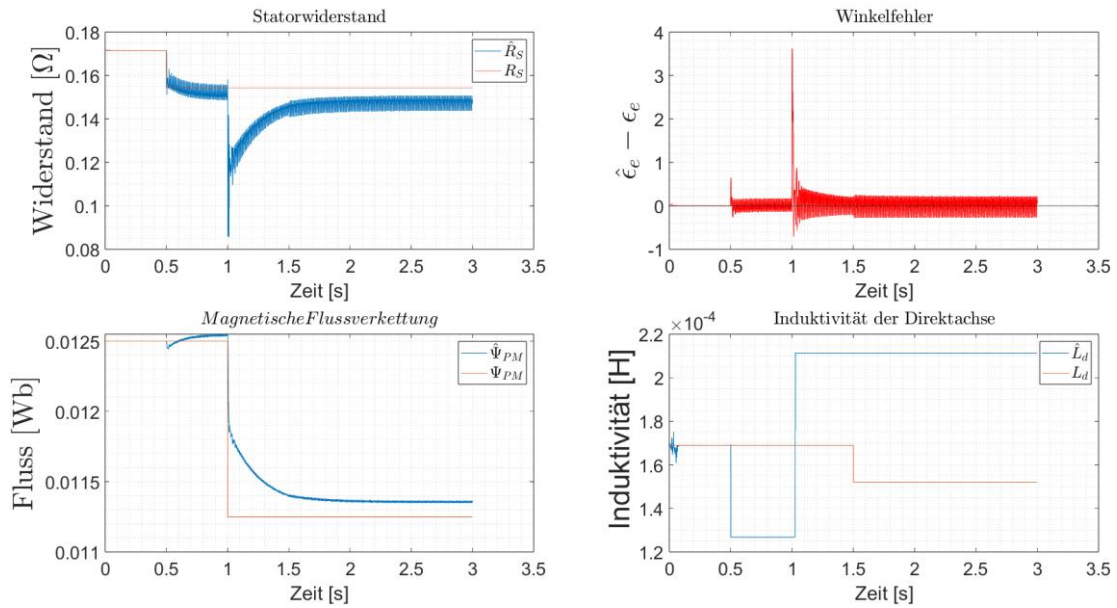 Statorwiderstand
0.18
0.16
0.14
0.12
0.1
0.08
Widerstand [Ω]
R̂_S
R_S
0 0.5 1 1.5 2 2.5 3 3.5
Zeit [s]
Winkelfehler
4
3
2
1
0
-1
ϵ̂_e − ϵ_e
0 0.5 1 1.5 2 2.5 3 3.5
Zeit [s]
MagnetischeFlussverkettung
0.0125
0.012
0.0115
0.011
Fluss [Wb]
Ψ̂_PM
Ψ_PM
0 0.5 1 1.5 2 2.5 3 3.5
Zeit [s]
Induktivität der Direktachse
×10⁻⁴
2.2
2
1.8
1.6
1.4
1.2
Induktivität [H]
L̂_d
L_d
0 0.5 1 1.5 2 2.5 3 3.5
Zeit [s]